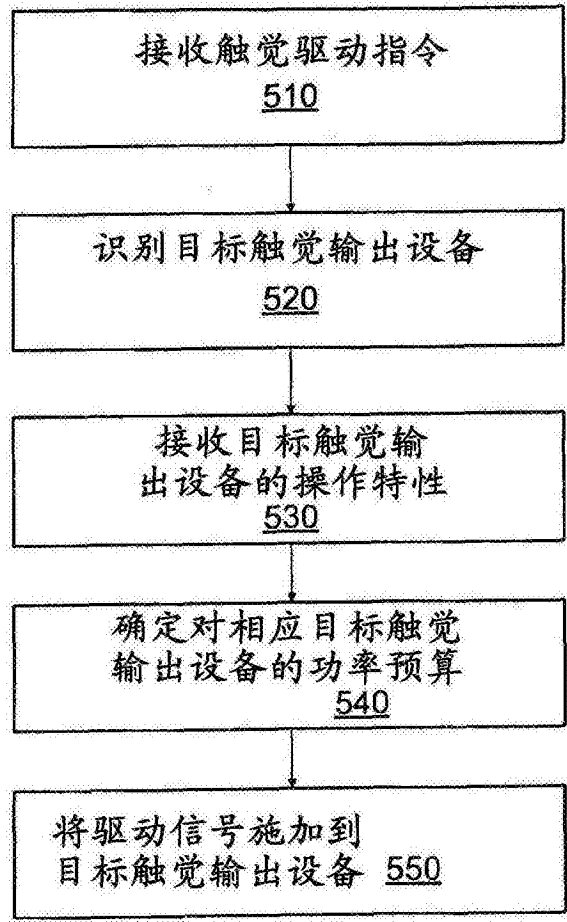 接收触觉驱动指令
510
识别目标触觉输出设备
520
接收目标触觉输
出设备的操作特性
530
确定对相应目标触觉
输出设备的功率预算
540
将驱动信号施加到
目标触觉输出设备 550